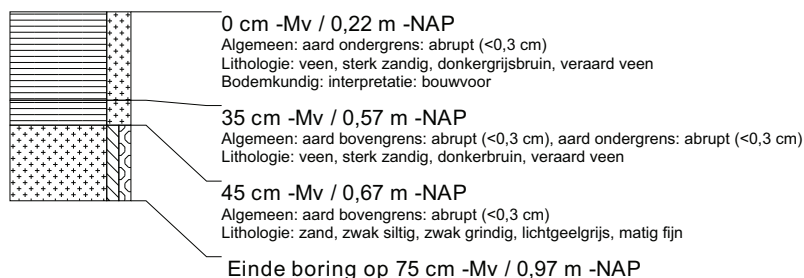 0 cm -Mv / 0,22 m -NAP
Algemeen: aard ondergrens: abrupt (<0,3 cm)
Lithologie: veen, sterk zandig, donkergrijsbruin, veraard veen
Bodemkundig: interpretatie: bouwvoor
35 cm -Mv / 0,57 m -NAP
Algemeen: aard bovengrens: abrupt (<0,3 cm), aard ondergrens: abrupt (<0,3 cm)
Lithologie: veen, sterk zandig, donkerbruin, veraard veen
45 cm -Mv / 0,67 m -NAP
Algemeen: aard bovengrens: abrupt (<0,3 cm)
Lithologie: zand, zwak siltig, zwak grindig, lichtgeelgrijs, matig fijn
Einde boring op 75 cm -Mv / 0,97 m -NAP